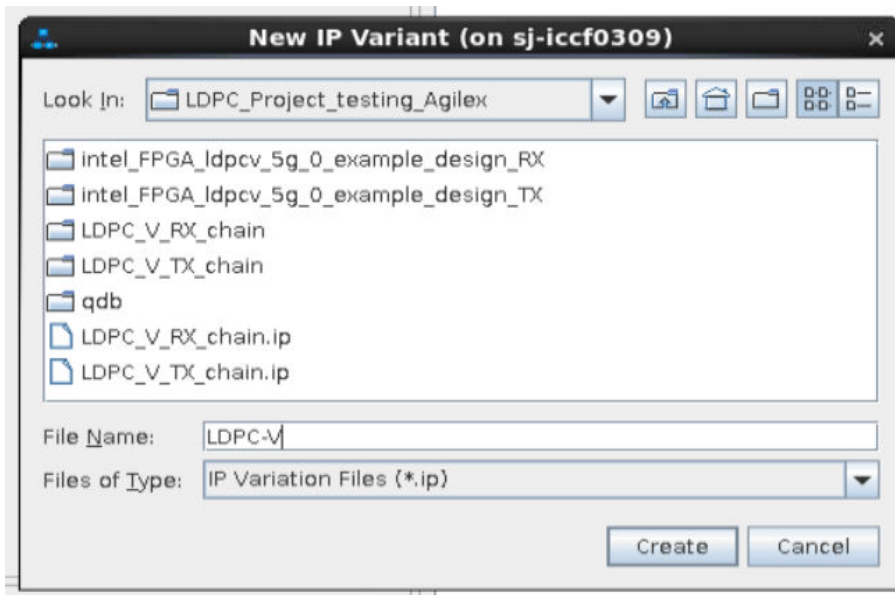 New IP Variant (on sj-iccf0309)
Look In: LDPC_Project_testing_Agilex
intel_FPGA_ldpcv_5g_0_example_design_RX
intel_FPGA_ldpcv_5g_0_example_design_TX
LDPC_V_RX_chain
LDPC_V_TX_chain
qdb
LDPC_V_RX_chain.ip
LDPC_V_TX_chain.ip
File Name: LDPC-V
Files of Type: IP Variation Files (*.ip)
Create Cancel